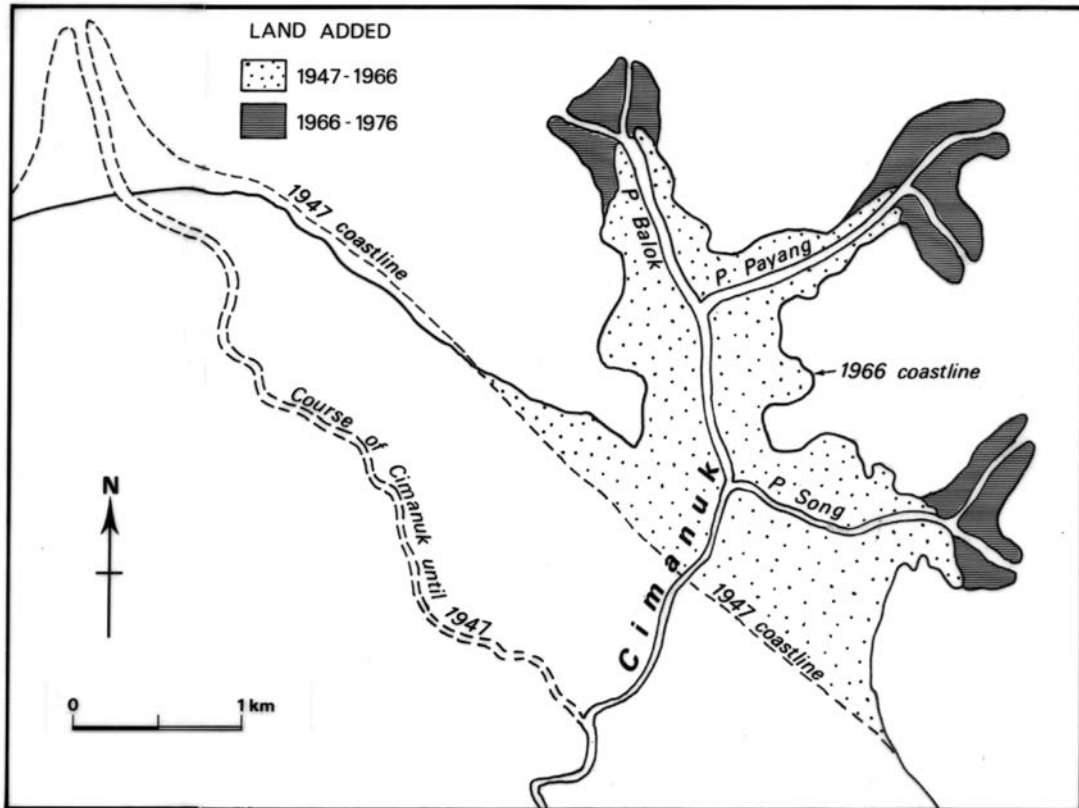 LAND ADDED
1947-1966
1966-1976
1947 coastline
P Balok
P Payang
1966 coastline
Course of Cimanuk until 1947
N
Cimanuk
P Song
1947 coastline
0 1 km